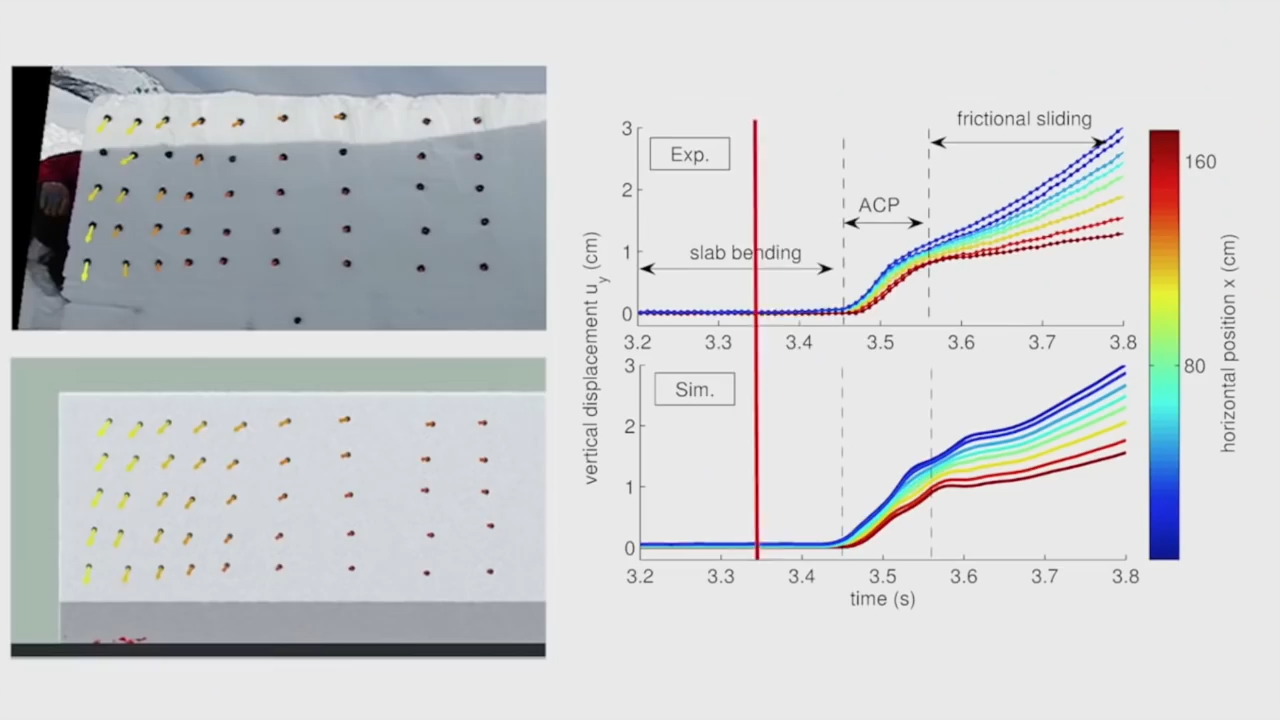 frictional sliding
3
Exp.
160
2
ACP
slab bending
1
0
3.2 3.3 3.4 3.5 3.6 3.7 3.8
vertical displacement u_y (cm)
horizontal position x (cm)
80
3
Sim.
2
1
0
3.2 3.3 3.4 3.5 3.6 3.7 3.8
time (s)